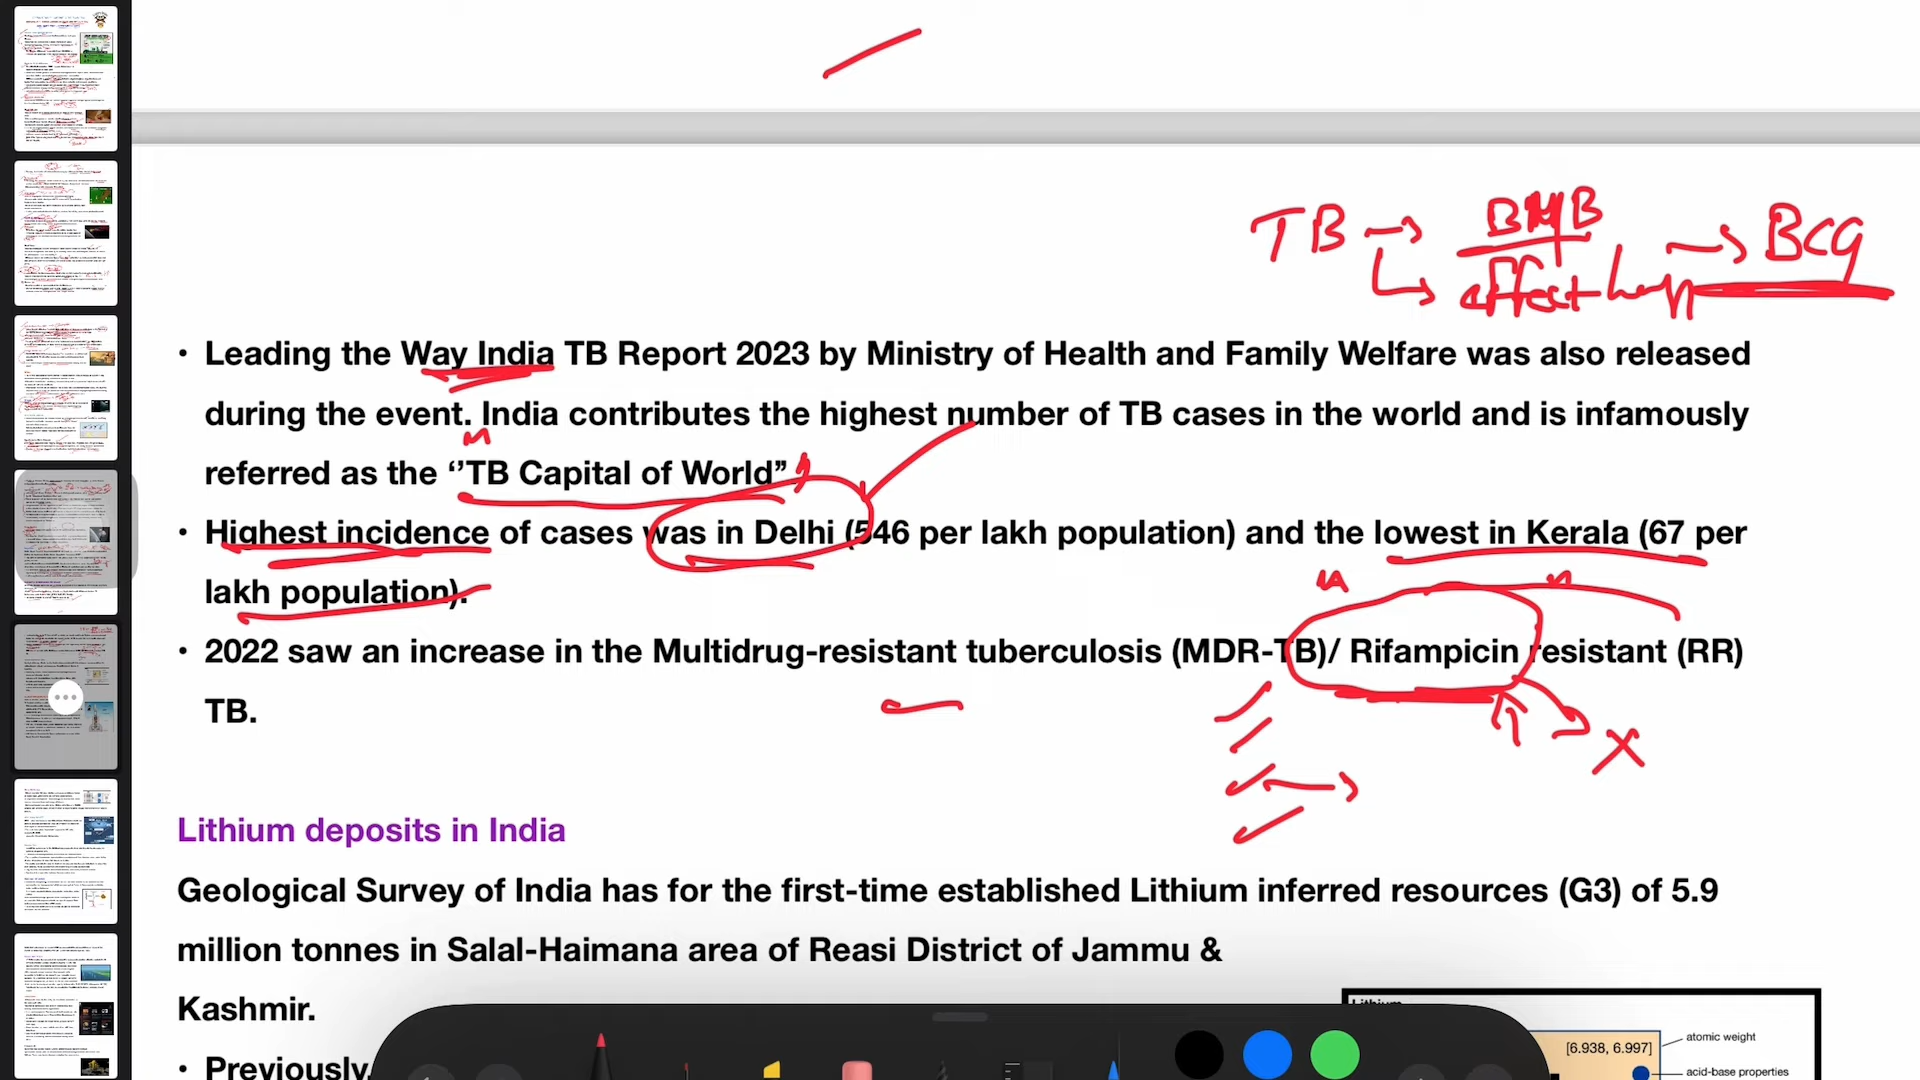 TB → → BCG
effect
• Leading the Way India TB Report 2023 by Ministry of Health and Family Welfare was also released
during the event. India contributes the highest number of TB cases in the world and is infamously
referred as the ‘’TB Capital of World”
• Highest incidence of cases was in Delhi (546 per lakh population) and the lowest in Kerala (67 per
lakh population).
• 2022 saw an increase in the Multidrug-resistant tuberculosis (MDR-TB)/ Rifampicin resistant (RR)
TB.
X
Lithium deposits in India
Geological Survey of India has for the first-time established Lithium inferred resources (G3) of 5.9
million tonnes in Salal-Haimana area of Reasi District of Jammu &
Kashmir.
Lithium
[6.938, 6.997]
atomic weight
• Previously,
acid-base properties